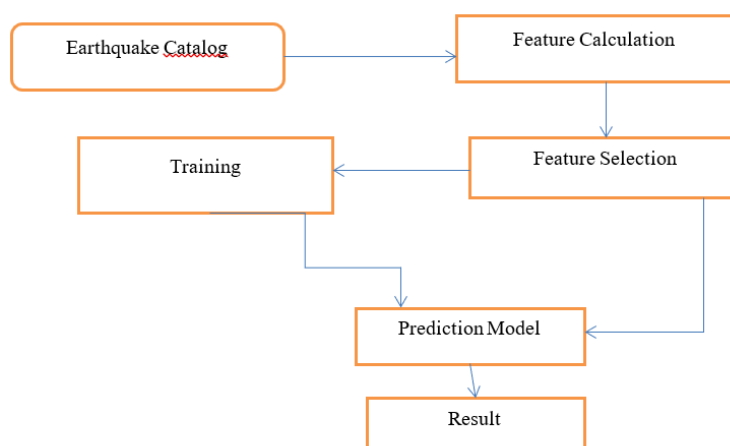 Earthquake Catalog
Feature Calculation
Training
Feature Selection
Prediction Model
Result